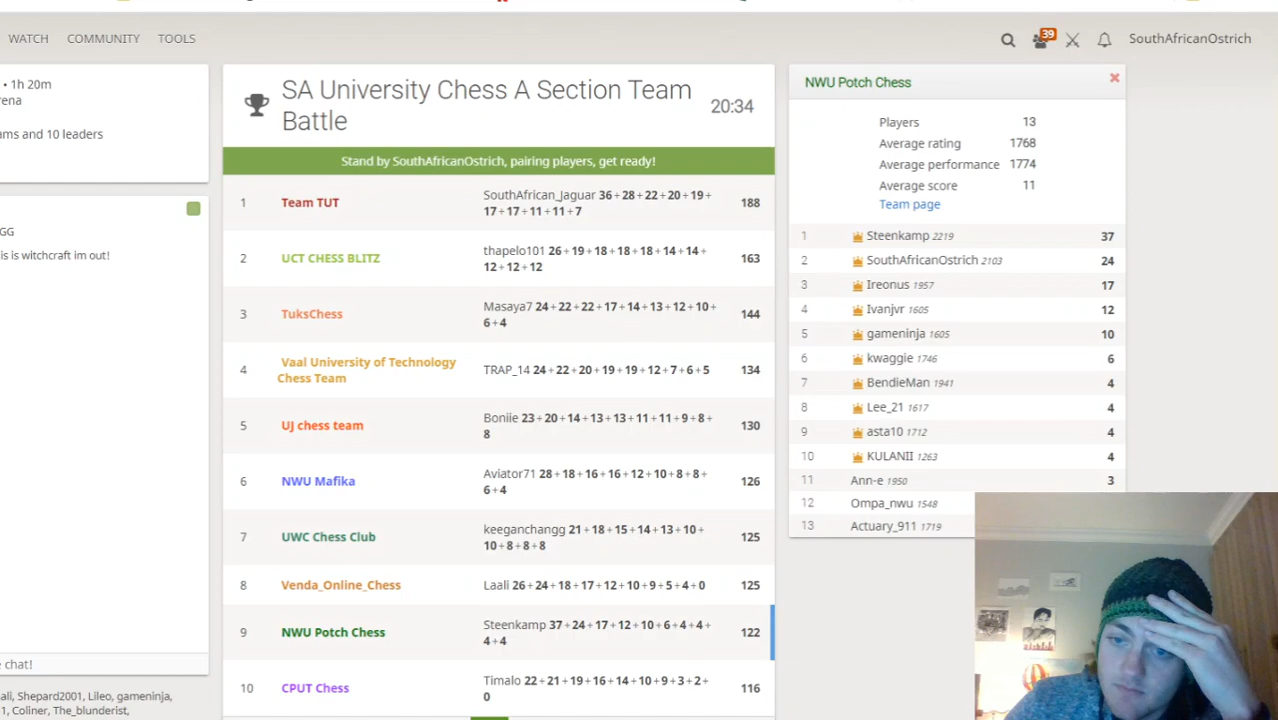 WATCH COMMUNITY TOOLS
39
SouthAfricanOstrich
• 1h 20m
ams and 10 leaders
GG
is is witchcraft im out!
e chat!
ali, Shepard2001, Lileo, gameninja,
1, Coliner, The_blunderist,
SA University Chess A Section Team
Battle
20:34
Stand by SouthAfricanOstrich, pairing players, get ready!
1 Team TUT SouthAfrican_Jaguar 36+28+22+20+19+
17+17+11+11+7 188
2 UCT CHESS BLITZ thapelo101 26+19+18+18+18+14+14+
12+12+12 163
3 TuksChess Masaya7 24+22+22+17+14+13+12+10+
6+4 144
4 Vaal University of Technology
Chess Team TRAP_14 24+22+20+19+19+12+7+6+5 134
5 UJ chess team Boniie 23+20+14+13+13+11+11+9+8+
8 130
6 NWU Mafika Aviator71 28+18+16+16+12+10+8+8+
6+4 126
7 UWC Chess Club keeganchangg 21+18+15+14+13+10+
10+8+8+8 125
8 Venda_Online_Chess Laali 26+24+18+17+12+10+9+5+4+0 125
9 NWU Potch Chess Steenkamp 37+24+17+12+10+6+4+4+
4+4 122
10 CPUT Chess Timalo 22+21+19+16+14+10+9+3+2+
0 116
NWU Potch Chess
Players 13
Average rating 1768
Average performance 1774
Average score 11
Team page
1 Steenkamp 2219 37
2 SouthAfricanOstrich 2103 24
3 Ireonus 1957 17
4 Ivanjvr 1605 12
5 gameninja 1605 10
6 kwaggie 1746 6
7 BendieMan 1941 4
8 Lee_21 1617 4
9 asta10 1712 4
10 KULANII 1263 4
11 Ann-e 1950 3
12 Ompa_nwu 1548
13 Actuary_911 1719